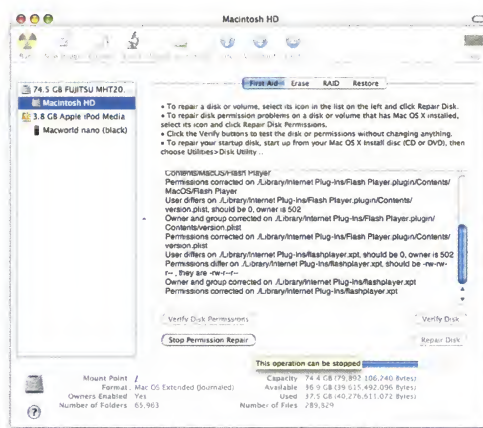 Macintosh HD
First Aid Erase RAID Restore
74.5 GB FUJITSU MHT20.
Macintosh HD
3.8 GB Apple iPod Media
Macworld nano (black)
• To repair a disk or volume, select its icon in the list on the left and click Repair Disk.
• To repair disk permission problems on a disk or volume that has Mac OS X installed,
select its icon and click Repair Disk Permissions.
• Click the Verify buttons to test the disk or permissions without changing anything.
• To repair your startup disk, start up from your Mac OS X Install disc (CD or DVD), then
choose Utilities>Disk Utility...
Contents/MacOS/Flash Player
Permissions corrected on ./Library/Internet Plug-Ins/Flash Player.plugin/Contents/
MacOS/Flash Player
User differs on ./Library/Internet Plug-Ins/Flash Player.plugin/Contents/
version.plist, should be 0, owner is 502
Owner and group corrected on ./Library/Internet Plug-Ins/Flash Player.plugin/
Contents/version.plist
Permissions corrected on ./Library/Internet Plug-Ins/Flash Player.plugin/Contents/
version.plist
User differs on ./Library/Internet Plug-Ins/flashplayer.xpt, should be 0, owner is 502
Permissions differ on ./Library/Internet Plug-Ins/flashplayer.xpt, should be -rw-rw-
r-- , they are -rw-r--r--
Owner and group corrected on ./Library/Internet Plug-Ins/flashplayer.xpt
Permissions corrected on ./Library/Internet Plug-Ins/flashplayer.xpt
Verify Disk Permissions Verify Disk
Stop Permission Repair Repair Disk
This operation can be stopped
Mount Point / Capacity 74.4 GB (79,892,106,240 Bytes)
Format Mac OS Extended (Journaled) Available 36.9 GB (39,615,492,096 Bytes)
Owners Enabled Yes Used 37.5 GB (40,276,611,072 Bytes)
Number of Folders 65,963 Number of Files 289,829